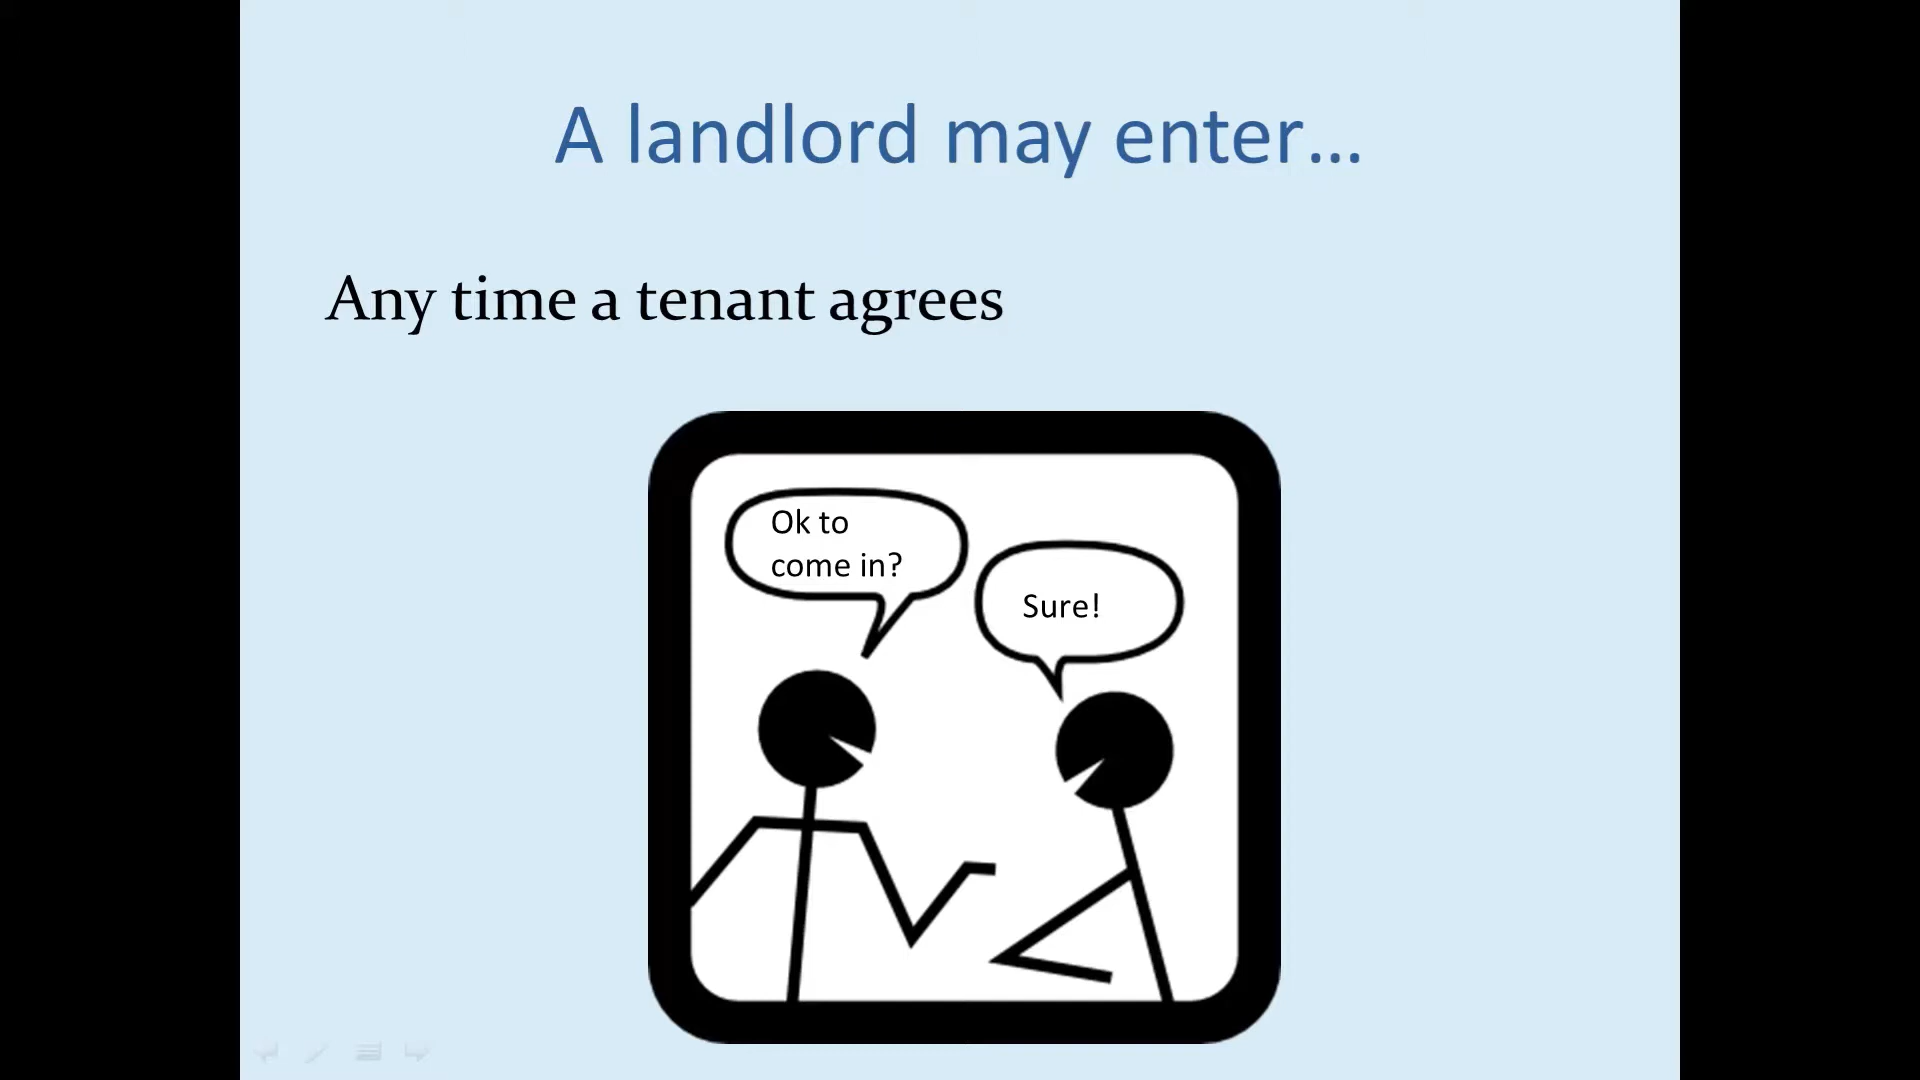 A landlord may enter...
Any time a tenant agrees
Ok to
come in?
Sure!